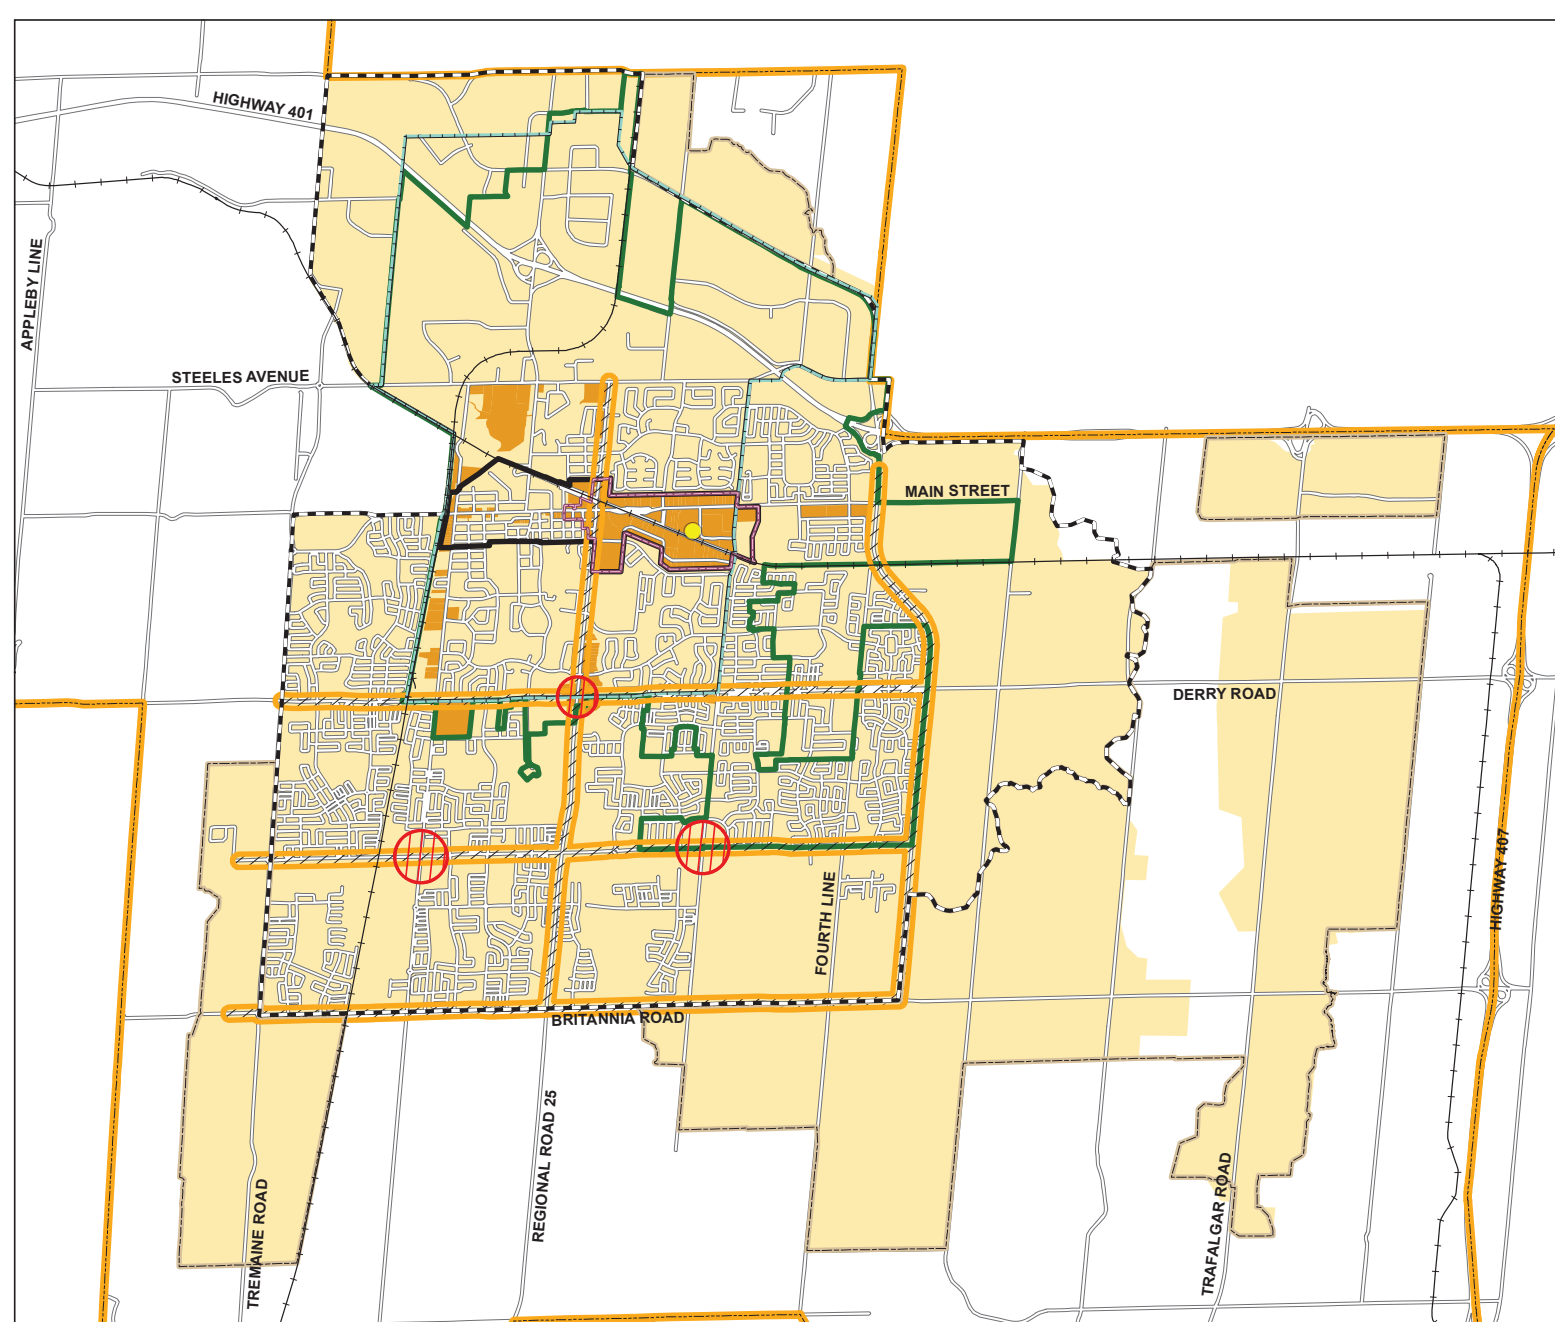 HIGHWAY 401
APPLEBY LINE
STEELES AVENUE
MAIN STREET
DERRY ROAD
HIGHWAY 407
FOURTH LINE
BRITANNIA ROAD
REGIONAL ROAD 25
TREMAINE ROAD
TRAFALGAR ROAD